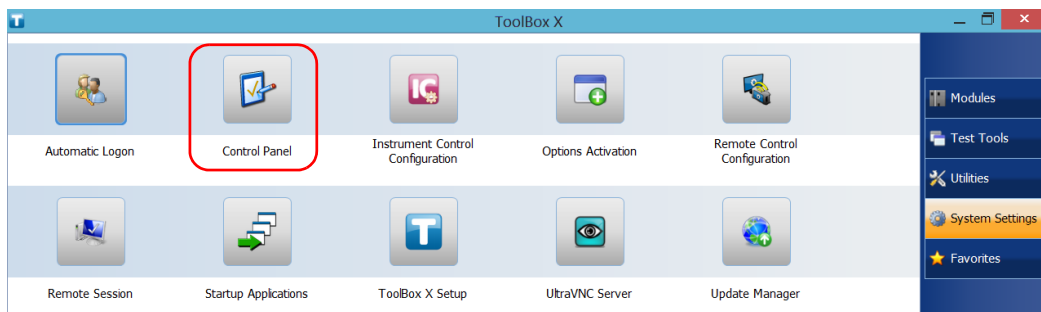 ToolBox X
Automatic Logon
Control Panel
Instrument Control
Configuration
Options Activation
Remote Control
Configuration
Remote Session
Startup Applications
ToolBox X Setup
UltraVNC Server
Update Manager
Modules
Test Tools
Utilities
System Settings
Favorites